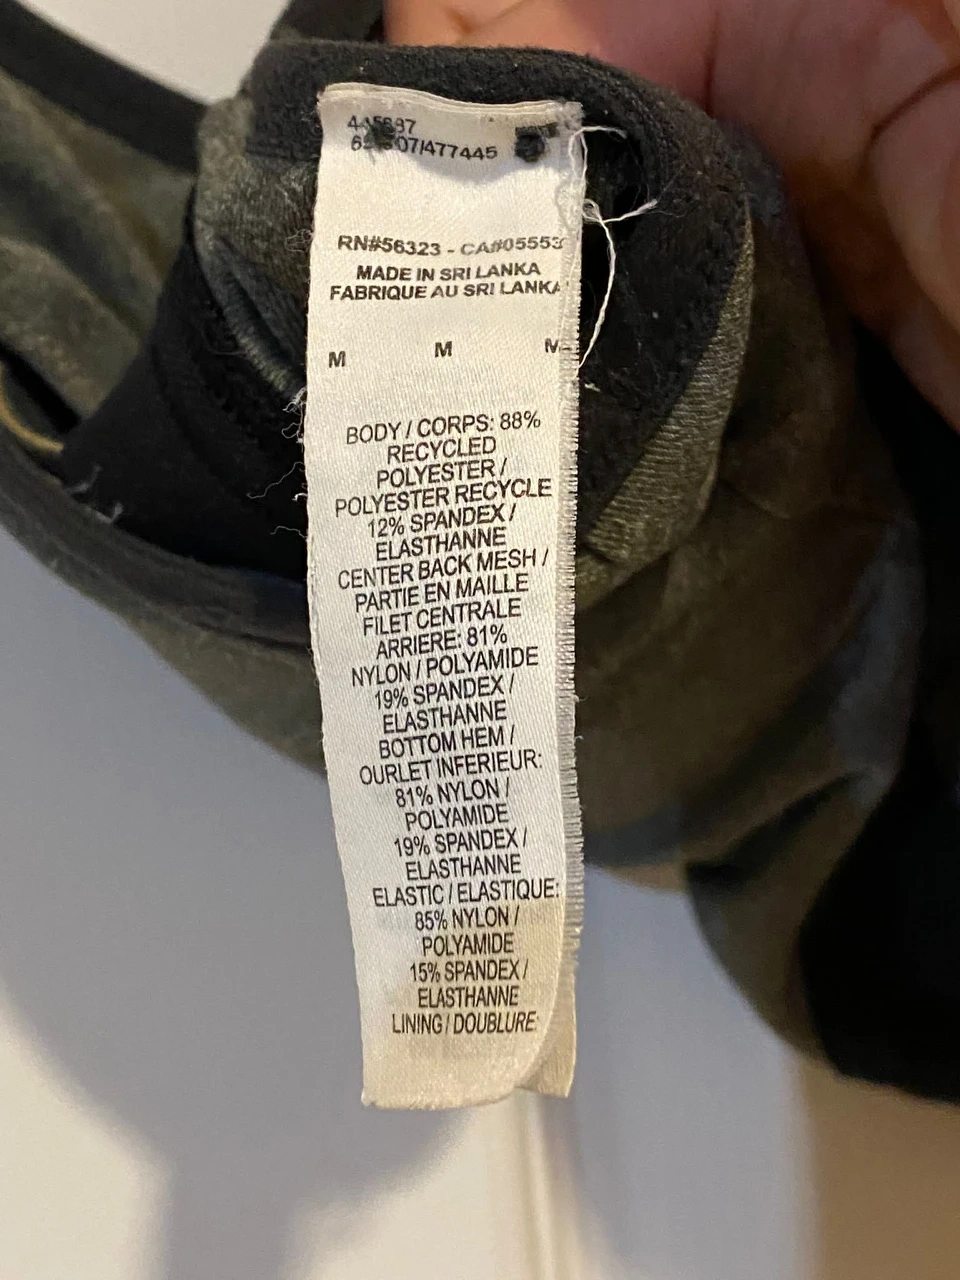 RN#56323 - CA#05553
MADE IN SRI LANKA
FABRIQUE AU SRI LANKA
M M M
BODY / CORPS: 88%
RECYCLED
POLYESTER /
POLYESTER RECYCLE
12% SPANDEX /
ELASTHANNE
CENTER BACK MESH /
PARTIE EN MAILLE
FILET CENTRALE
ARRIERE: 81%
NYLON / POLYAMIDE
19% SPANDEX /
ELASTHANNE
BOTTOM HEM /
OURLET INFERIEUR:
81% NYLON /
POLYAMIDE
19% SPANDEX /
ELASTHANNE
ELASTIC / ELASTIQUE:
85% NYLON /
POLYAMIDE
15% SPANDEX /
ELASTHANNE
LINING / DOUBLURE: